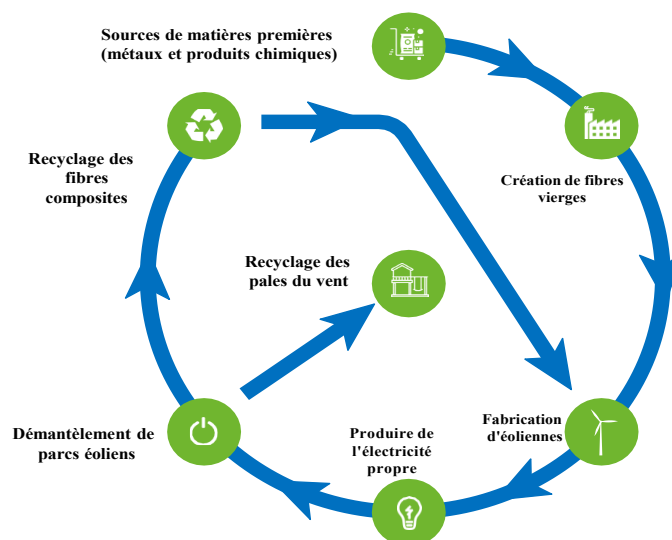 Sources de matières premières
(métaux et produits chimiques)
Création de fibres
vierges
Recyclage des
fibres
composites
Recyclage des
pales du vent
Fabrication
d'éoliennes
Produire de
l'électricité
propre
Démantèlement de
parcs éoliens